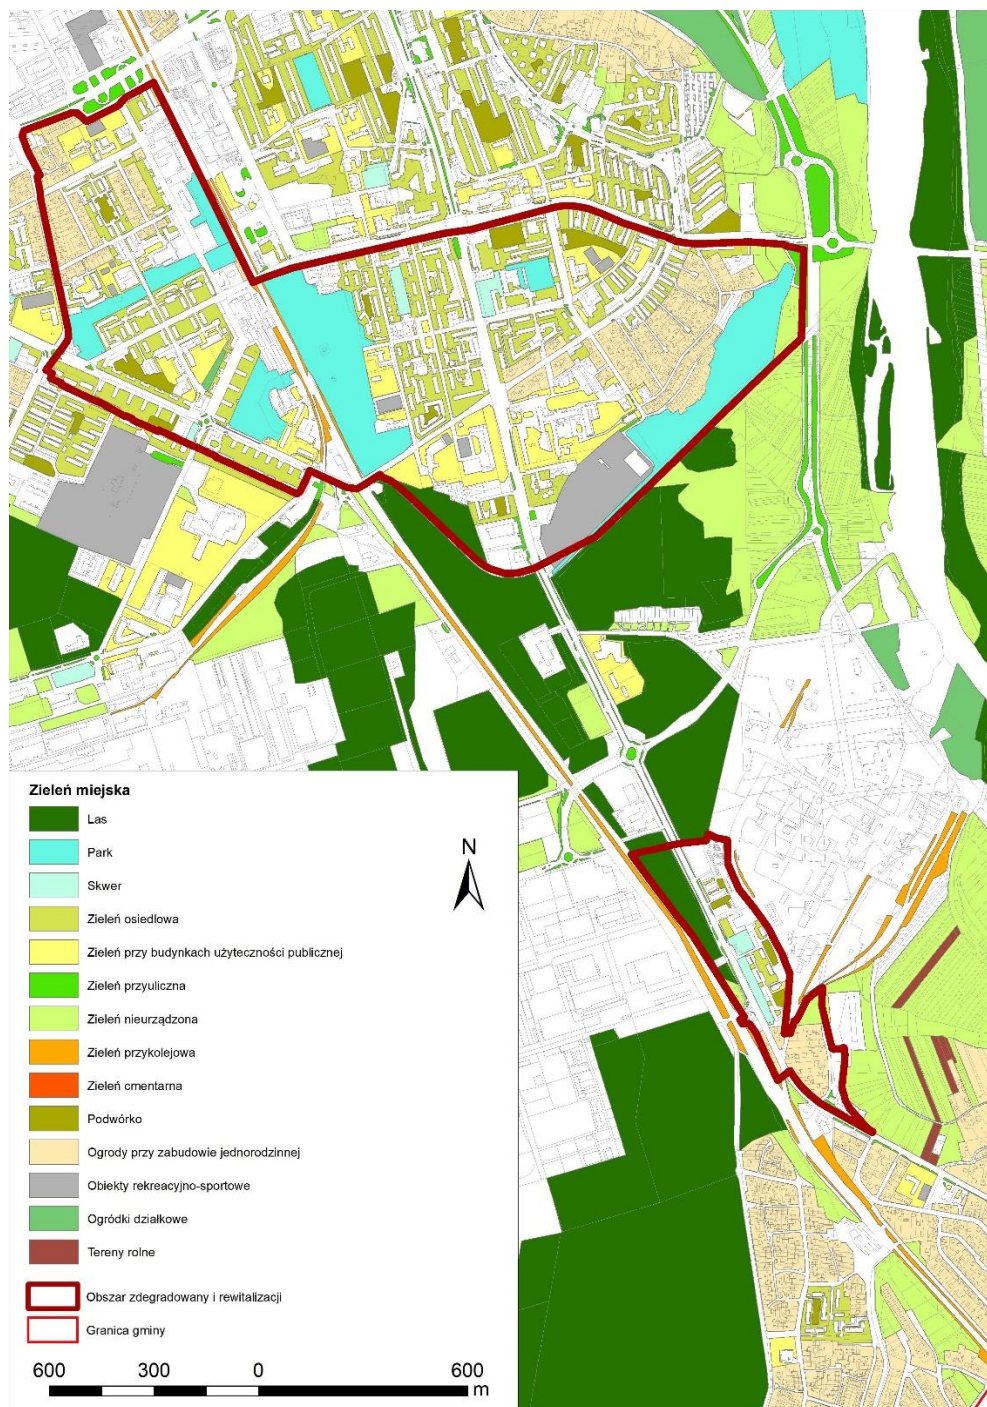 Zieleń miejska
Las
Park
Skwer
Zieleń osiedlowa
Zieleń przy budynkach użyteczności publicznej
Zieleń przyuliczna
Zieleń nieurządzona
Zieleń przykolejowa
Zieleń cmentarna
Podwórko
Ogrody przy zabudowie jednorodzinnej
Obiekty rekreacyjno-sportowe
Ogródki działkowe
Tereny rolne
Obszar zdegradowany i rewitalizacji
Granica gminy
N
600 300 0 600
m